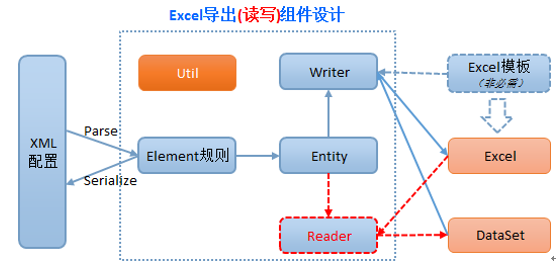 Excel导出(读写)组件设计
Util
Writer
Excel模板
(非必需)
XML
配置
Parse
Serialize
Element规则
Entity
Excel
Reader
DataSet